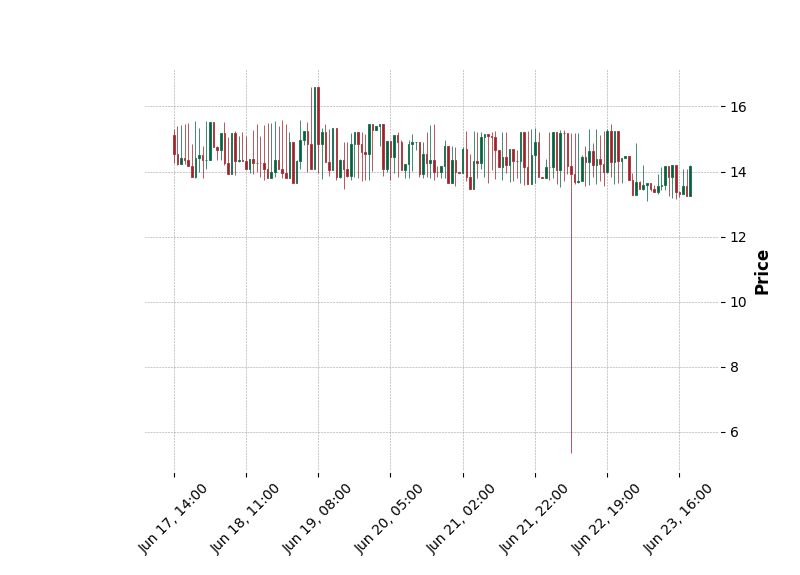 16
14
12
10
8
6
Price
Jun 17, 14:00
Jun 18, 11:00
Jun 19, 08:00
Jun 20, 05:00
Jun 21, 02:00
Jun 21, 22:00
Jun 22, 19:00
Jun 23, 16:00